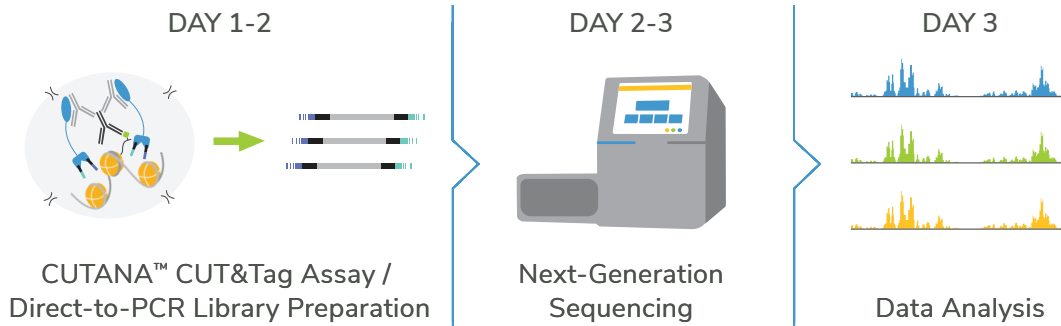 DAY 1-2
CUTANA™ CUT&Tag Assay /
Direct-to-PCR Library Preparation
DAY 2-3
Next-Generation
Sequencing
DAY 3
Data Analysis